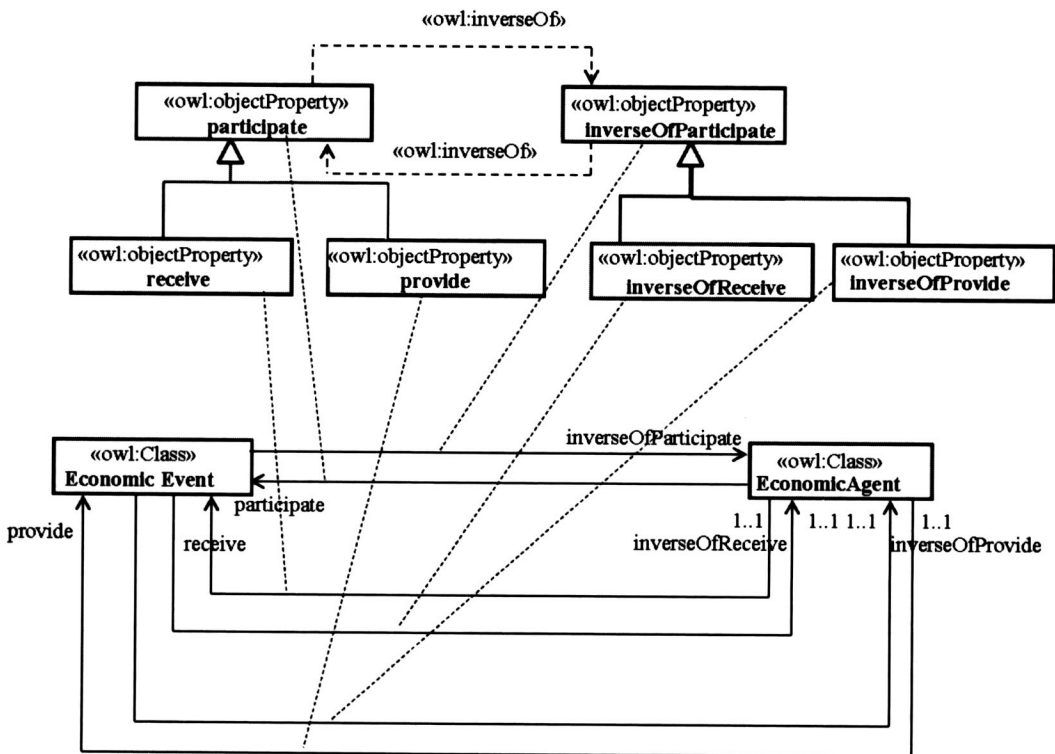 «owl:inverseOf»
«owl:objectProperty»
participate
«owl:objectProperty»
inverseOfParticipate
«owl:inverseOf»
«owl:objectProperty»
receive
«owl:objectProperty»
provide
«owl:objectProperty»
inverseOfReceive
«owl:objectProperty»
inverseOfProvide
«owl:Class»
Economic Event
inverseOfParticipate
«owl:Class»
EconomicAgent
participate
provide
receive
1..1
1..1
1..1
1..1
inverseOfReceive
inverseOfProvide